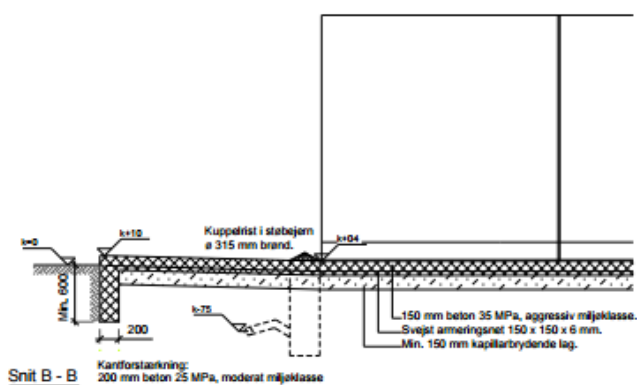 Kuppelrist i støbejern
ø 315 mm brønd.
k+04
k+10
k=0
Min. 600
k-75
200
150 mm beton 35 MPa, aggressiv miljøklasse.
Svejst armeringsnet 150 x 150 x 6 mm.
Min. 150 mm kapillarbrydende lag.
Snit B - B
Kantforstærkning:
200 mm beton 25 MPa, moderat miljøklasse